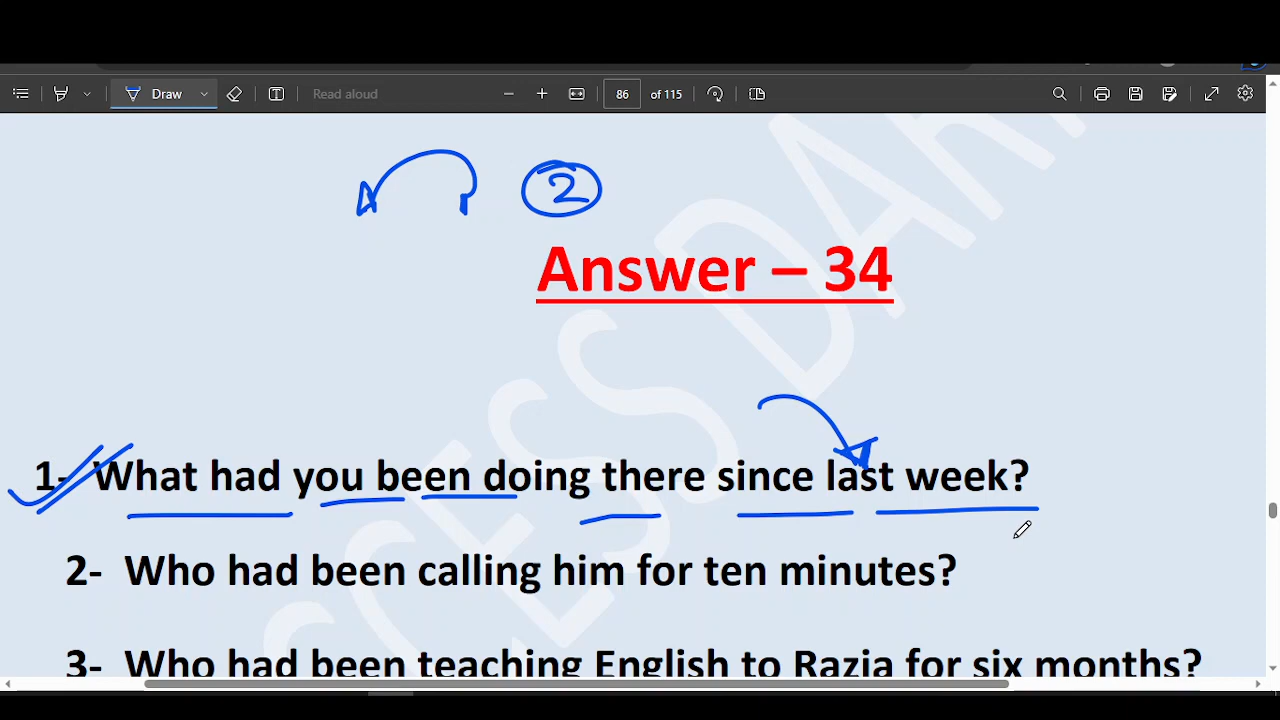 Draw
Read aloud
86 of 115
2
Answer – 34
1- What had you been doing there since last week?
2- Who had been calling him for ten minutes?
3- Who had been teaching English to Razia for six months?